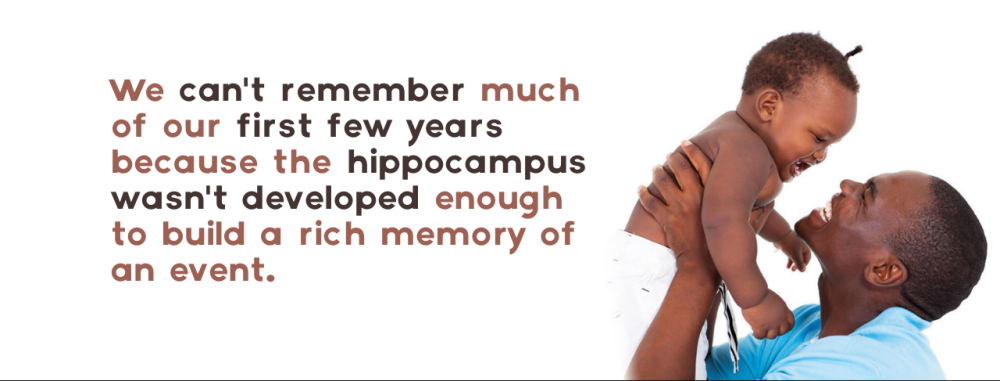 We can't remember much
of our first few years
because the hippocampus
wasn't developed enough
to build a rich memory of
an event.